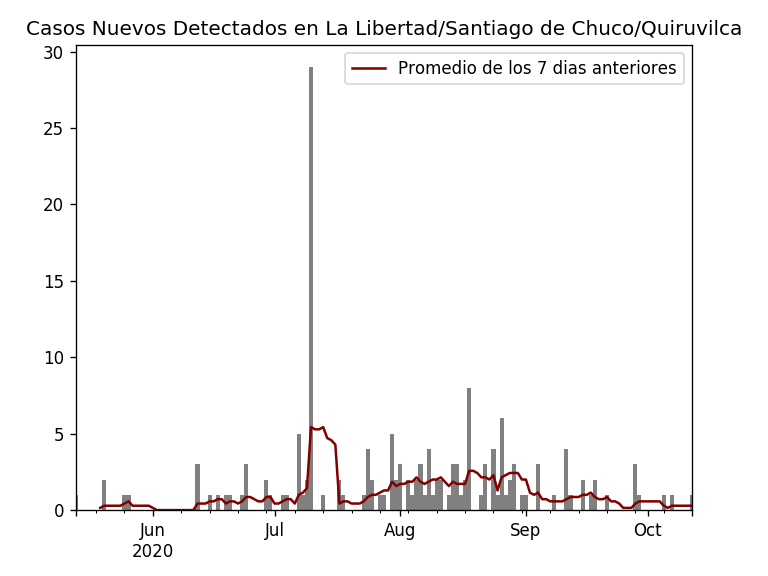 Casos Nuevos Detectados en La Libertad/Santiago de Chuco/Quiruvilca
Promedio de los 7 dias anteriores
30
25
20
15
10
5
0
Jun
2020
Jul
Aug
Sep
Oct